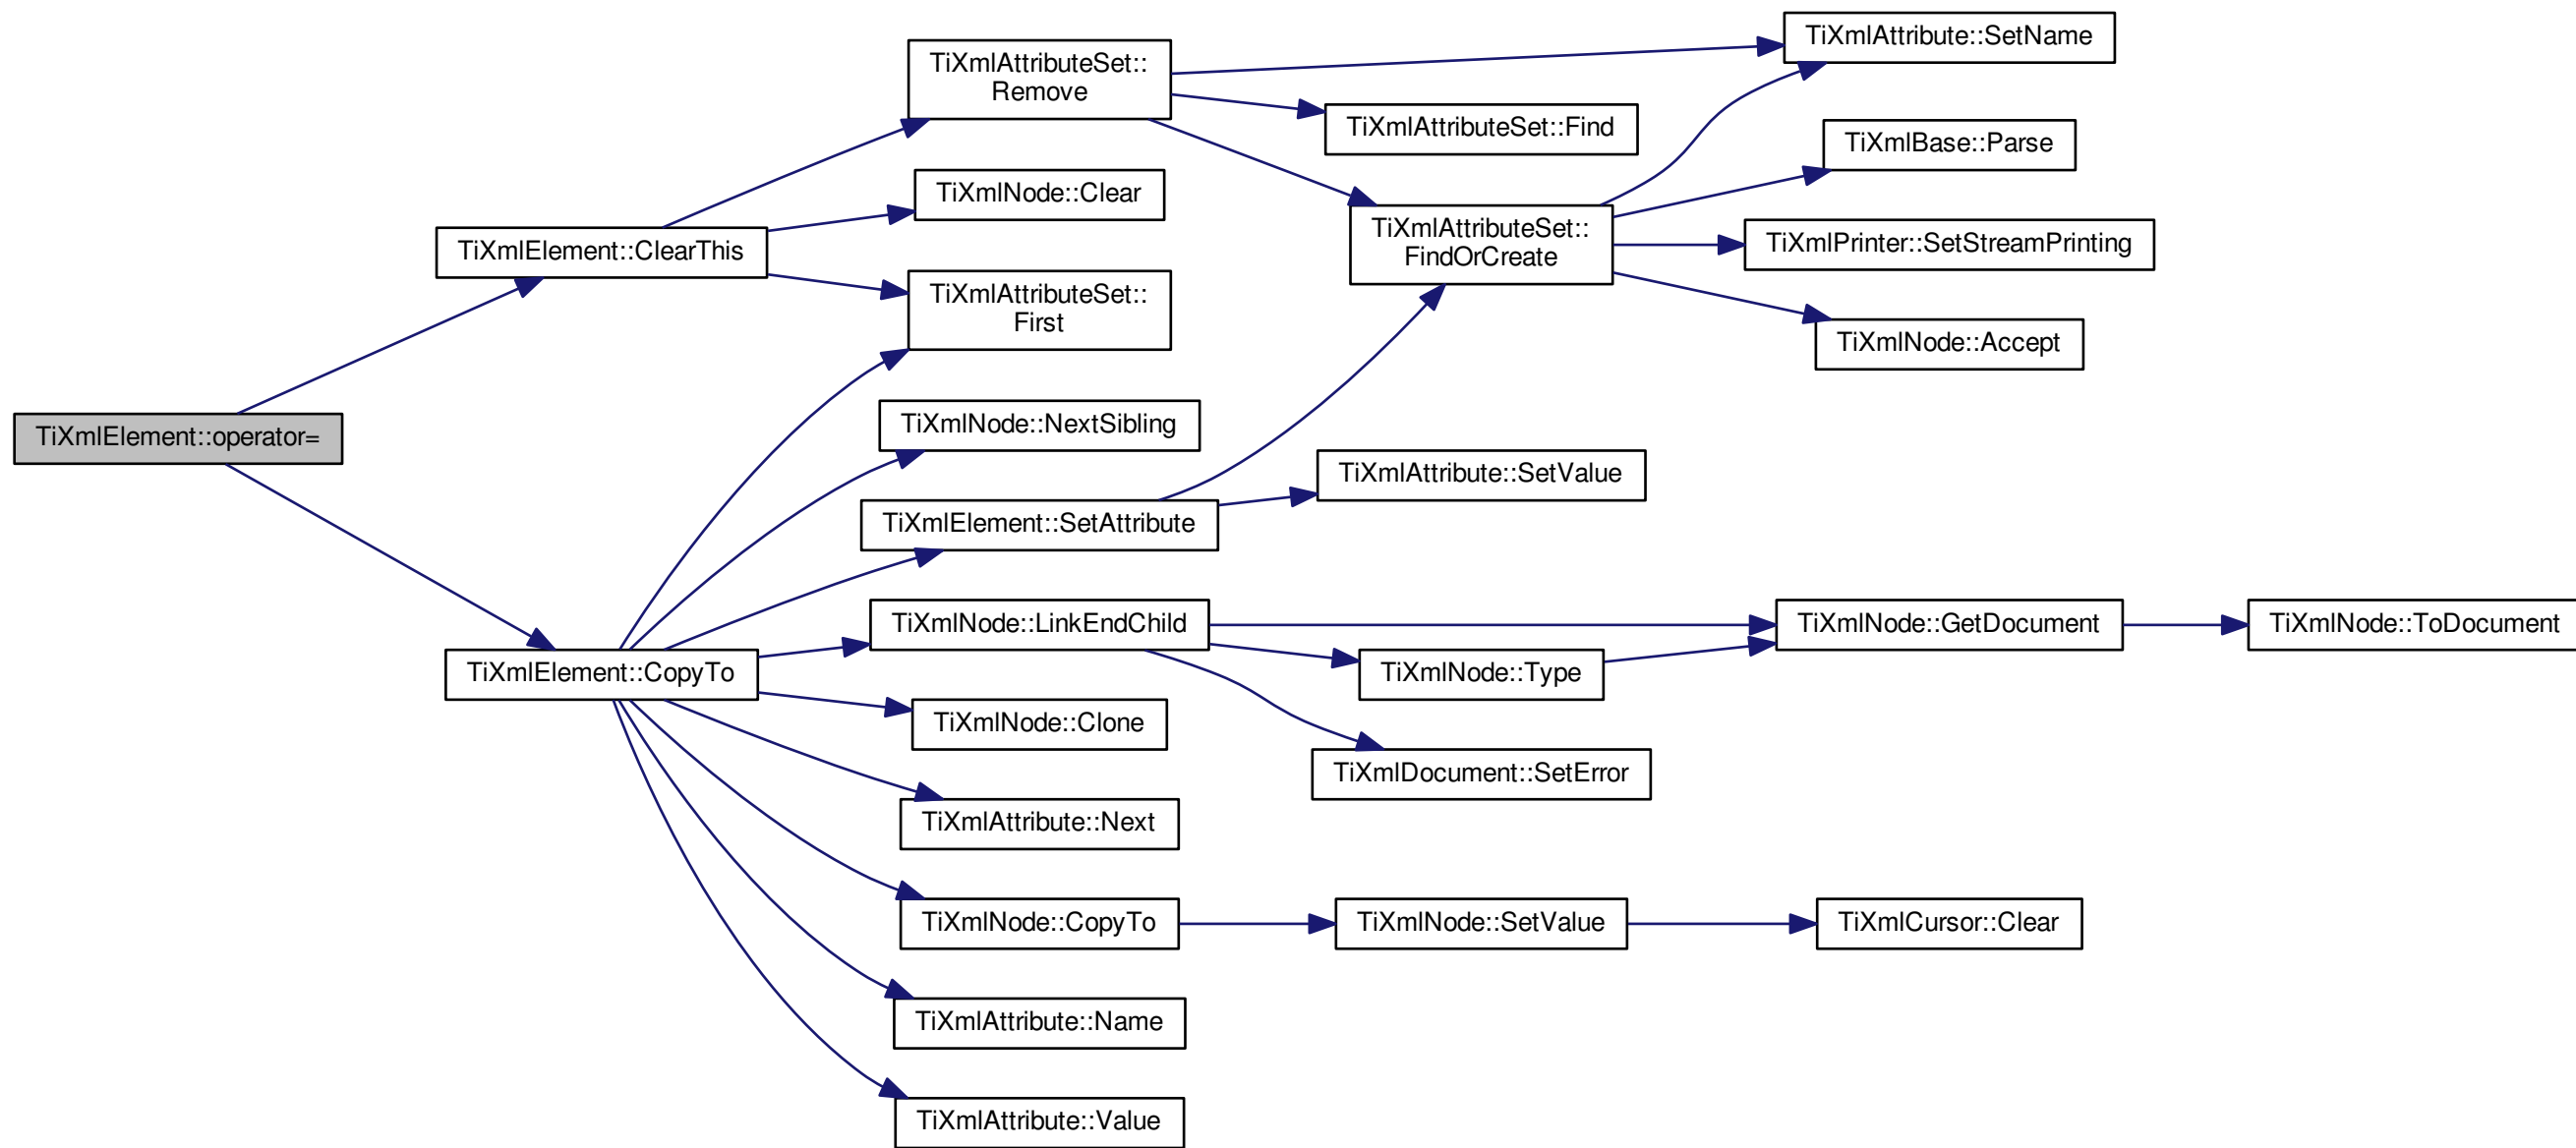 TiXmlElement::operator=
TiXmlElement::ClearThis
TiXmlElement::CopyTo
TiXmlAttributeSet::
Remove
TiXmlNode::Clear
TiXmlAttributeSet::
First
TiXmlNode::NextSibling
TiXmlElement::SetAttribute
TiXmlNode::LinkEndChild
TiXmlNode::Clone
TiXmlAttribute::Next
TiXmlNode::CopyTo
TiXmlAttribute::Name
TiXmlAttribute::Value
TiXmlAttributeSet::Find
TiXmlAttributeSet::
FindOrCreate
TiXmlAttribute::SetValue
TiXmlNode::Type
TiXmlDocument::SetError
TiXmlNode::SetValue
TiXmlAttribute::SetName
TiXmlBase::Parse
TiXmlPrinter::SetStreamPrinting
TiXmlNode::Accept
TiXmlNode::GetDocument
TiXmlCursor::Clear
TiXmlNode::ToDocument